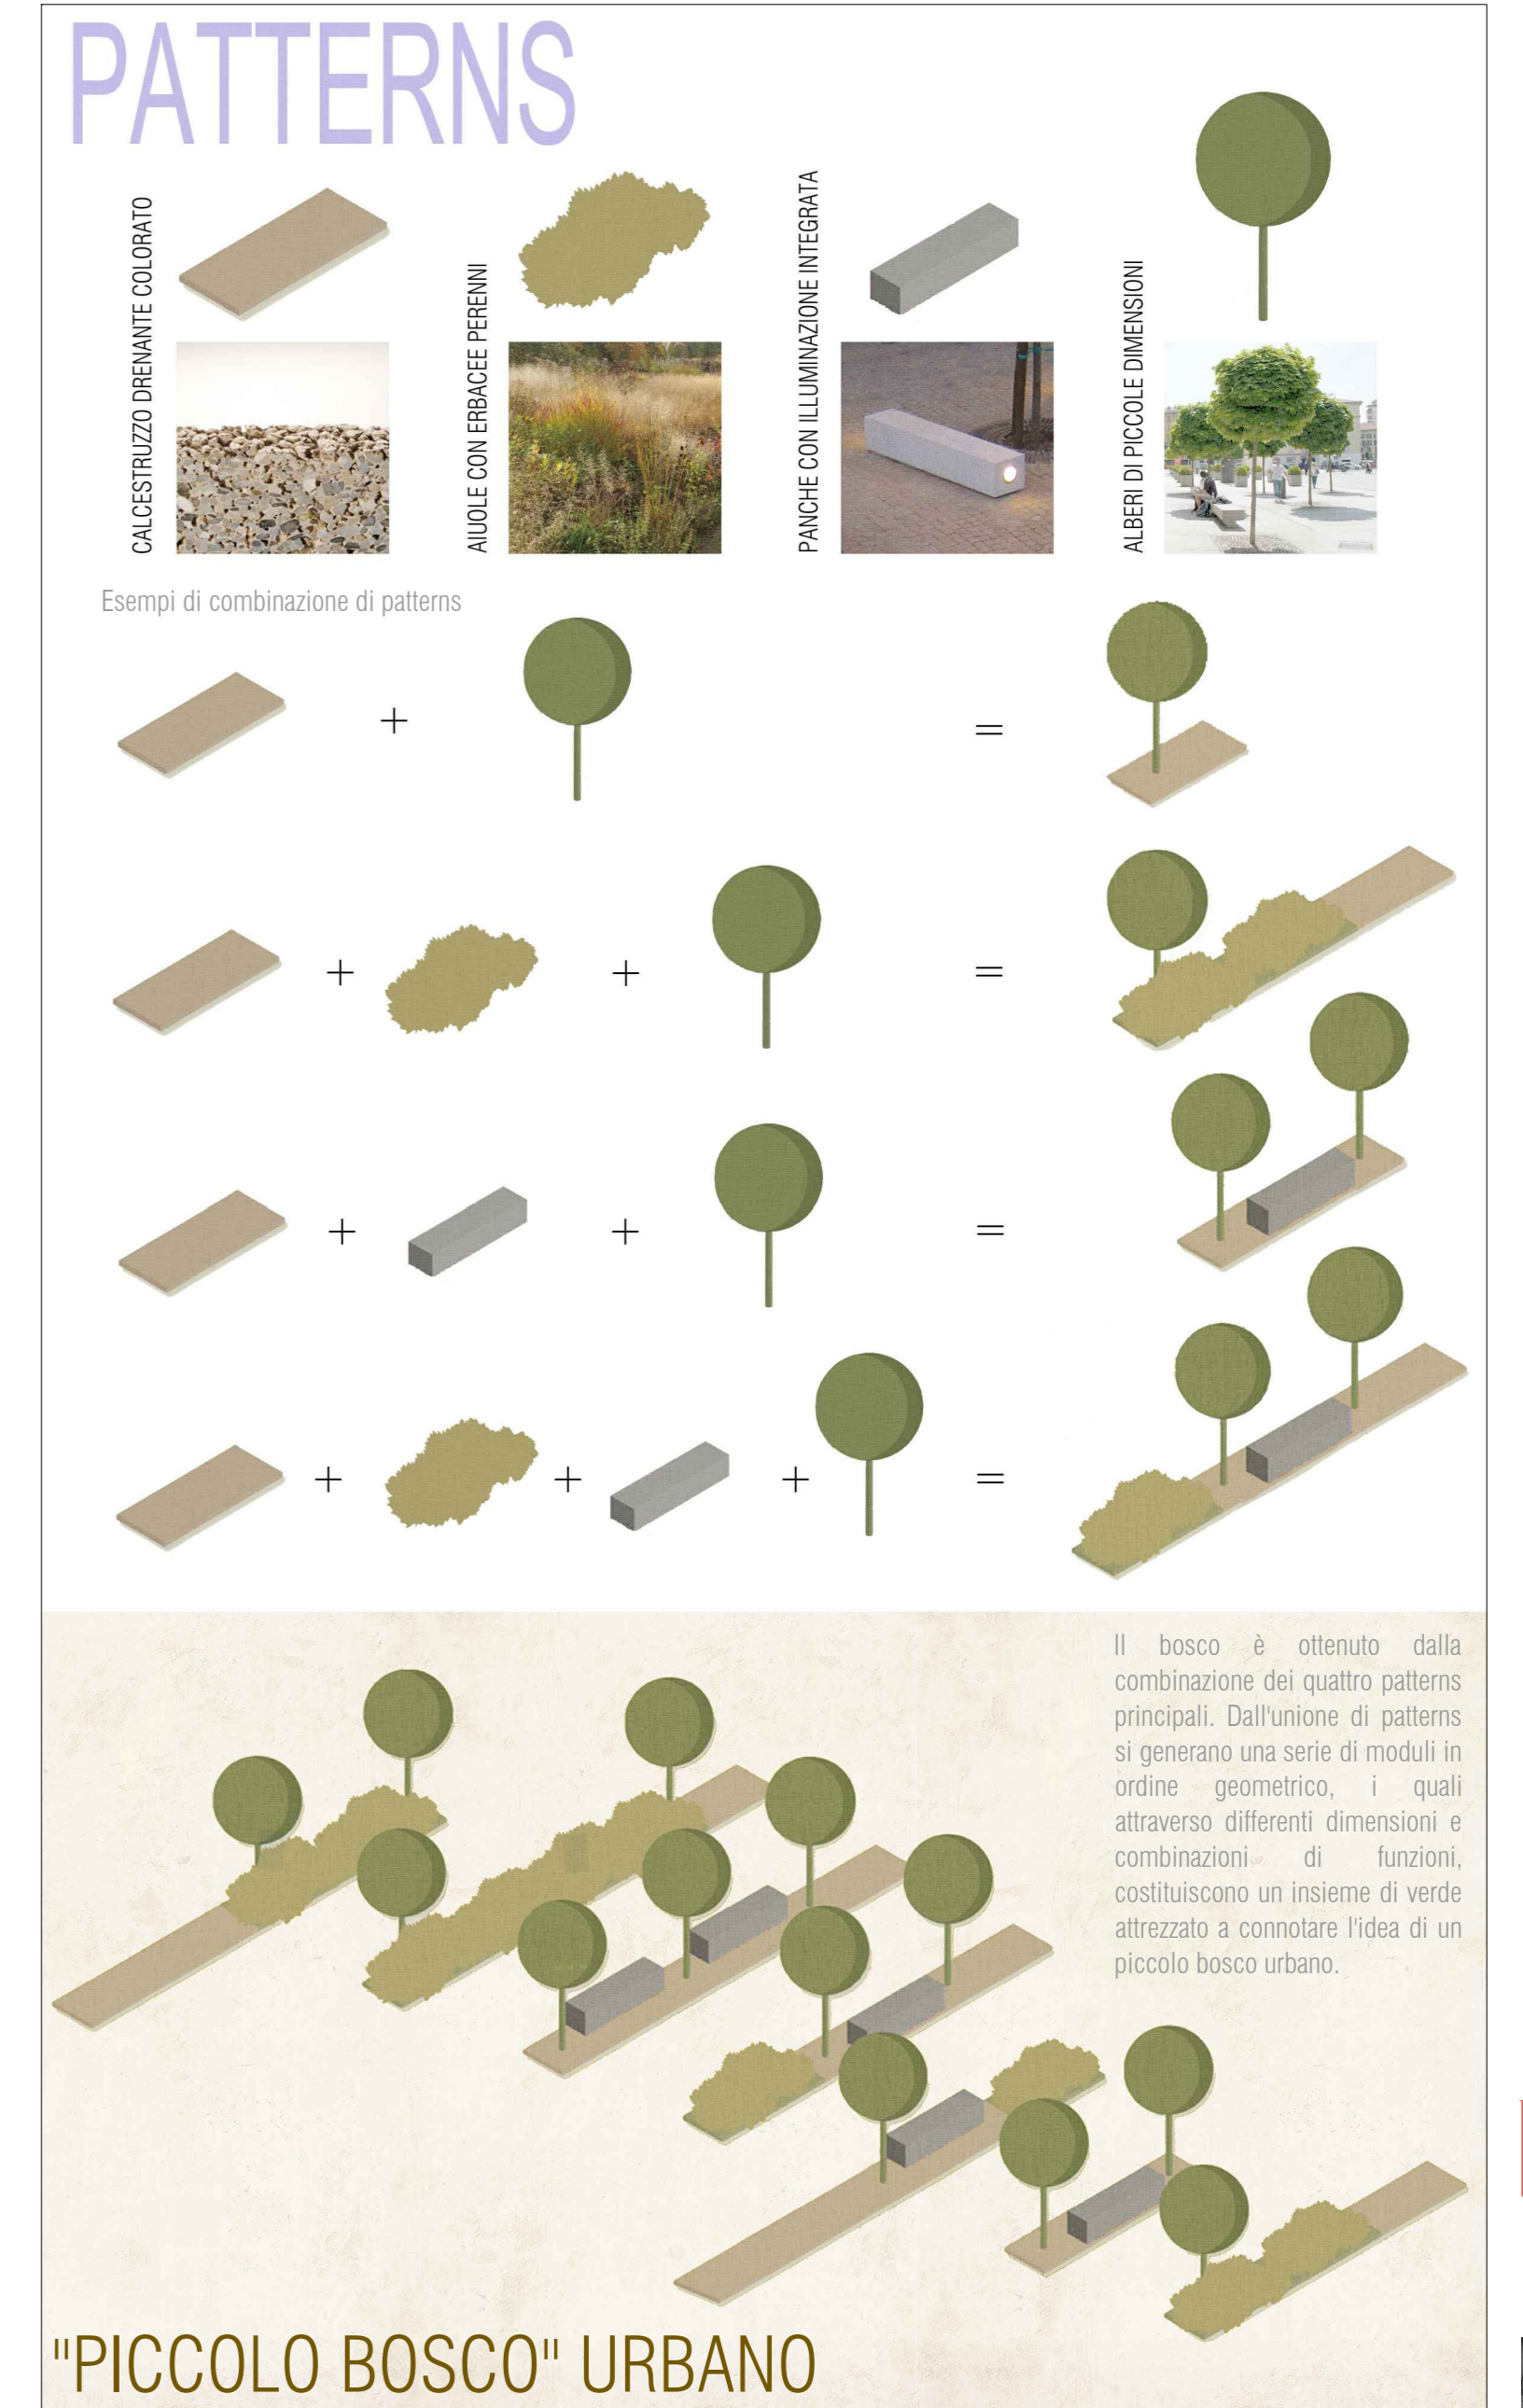 PATTERNS
CALCESTRUZZO DRENANTE COLORATO
AIUOLE CON ERBACEE PERENNI
PANCHE CON ILLUMINAZIONE INTEGRATA
ALBERI DI PICCOLE DIMENSIONI
Esempi di combinazione di patterns
+ =
+ + =
+ + =
+ + + =
Il bosco è ottenuto dalla
combinazione dei quattro patterns
principali. Dall'unione di patterns
si generano una serie di moduli in
ordine geometrico, i quali
attraverso differenti dimensioni e
combinazioni di funzioni,
costituiscono un insieme di verde
attrezzato a connotare l'idea di un
piccolo bosco urbano.
"PICCOLO BOSCO" URBANO